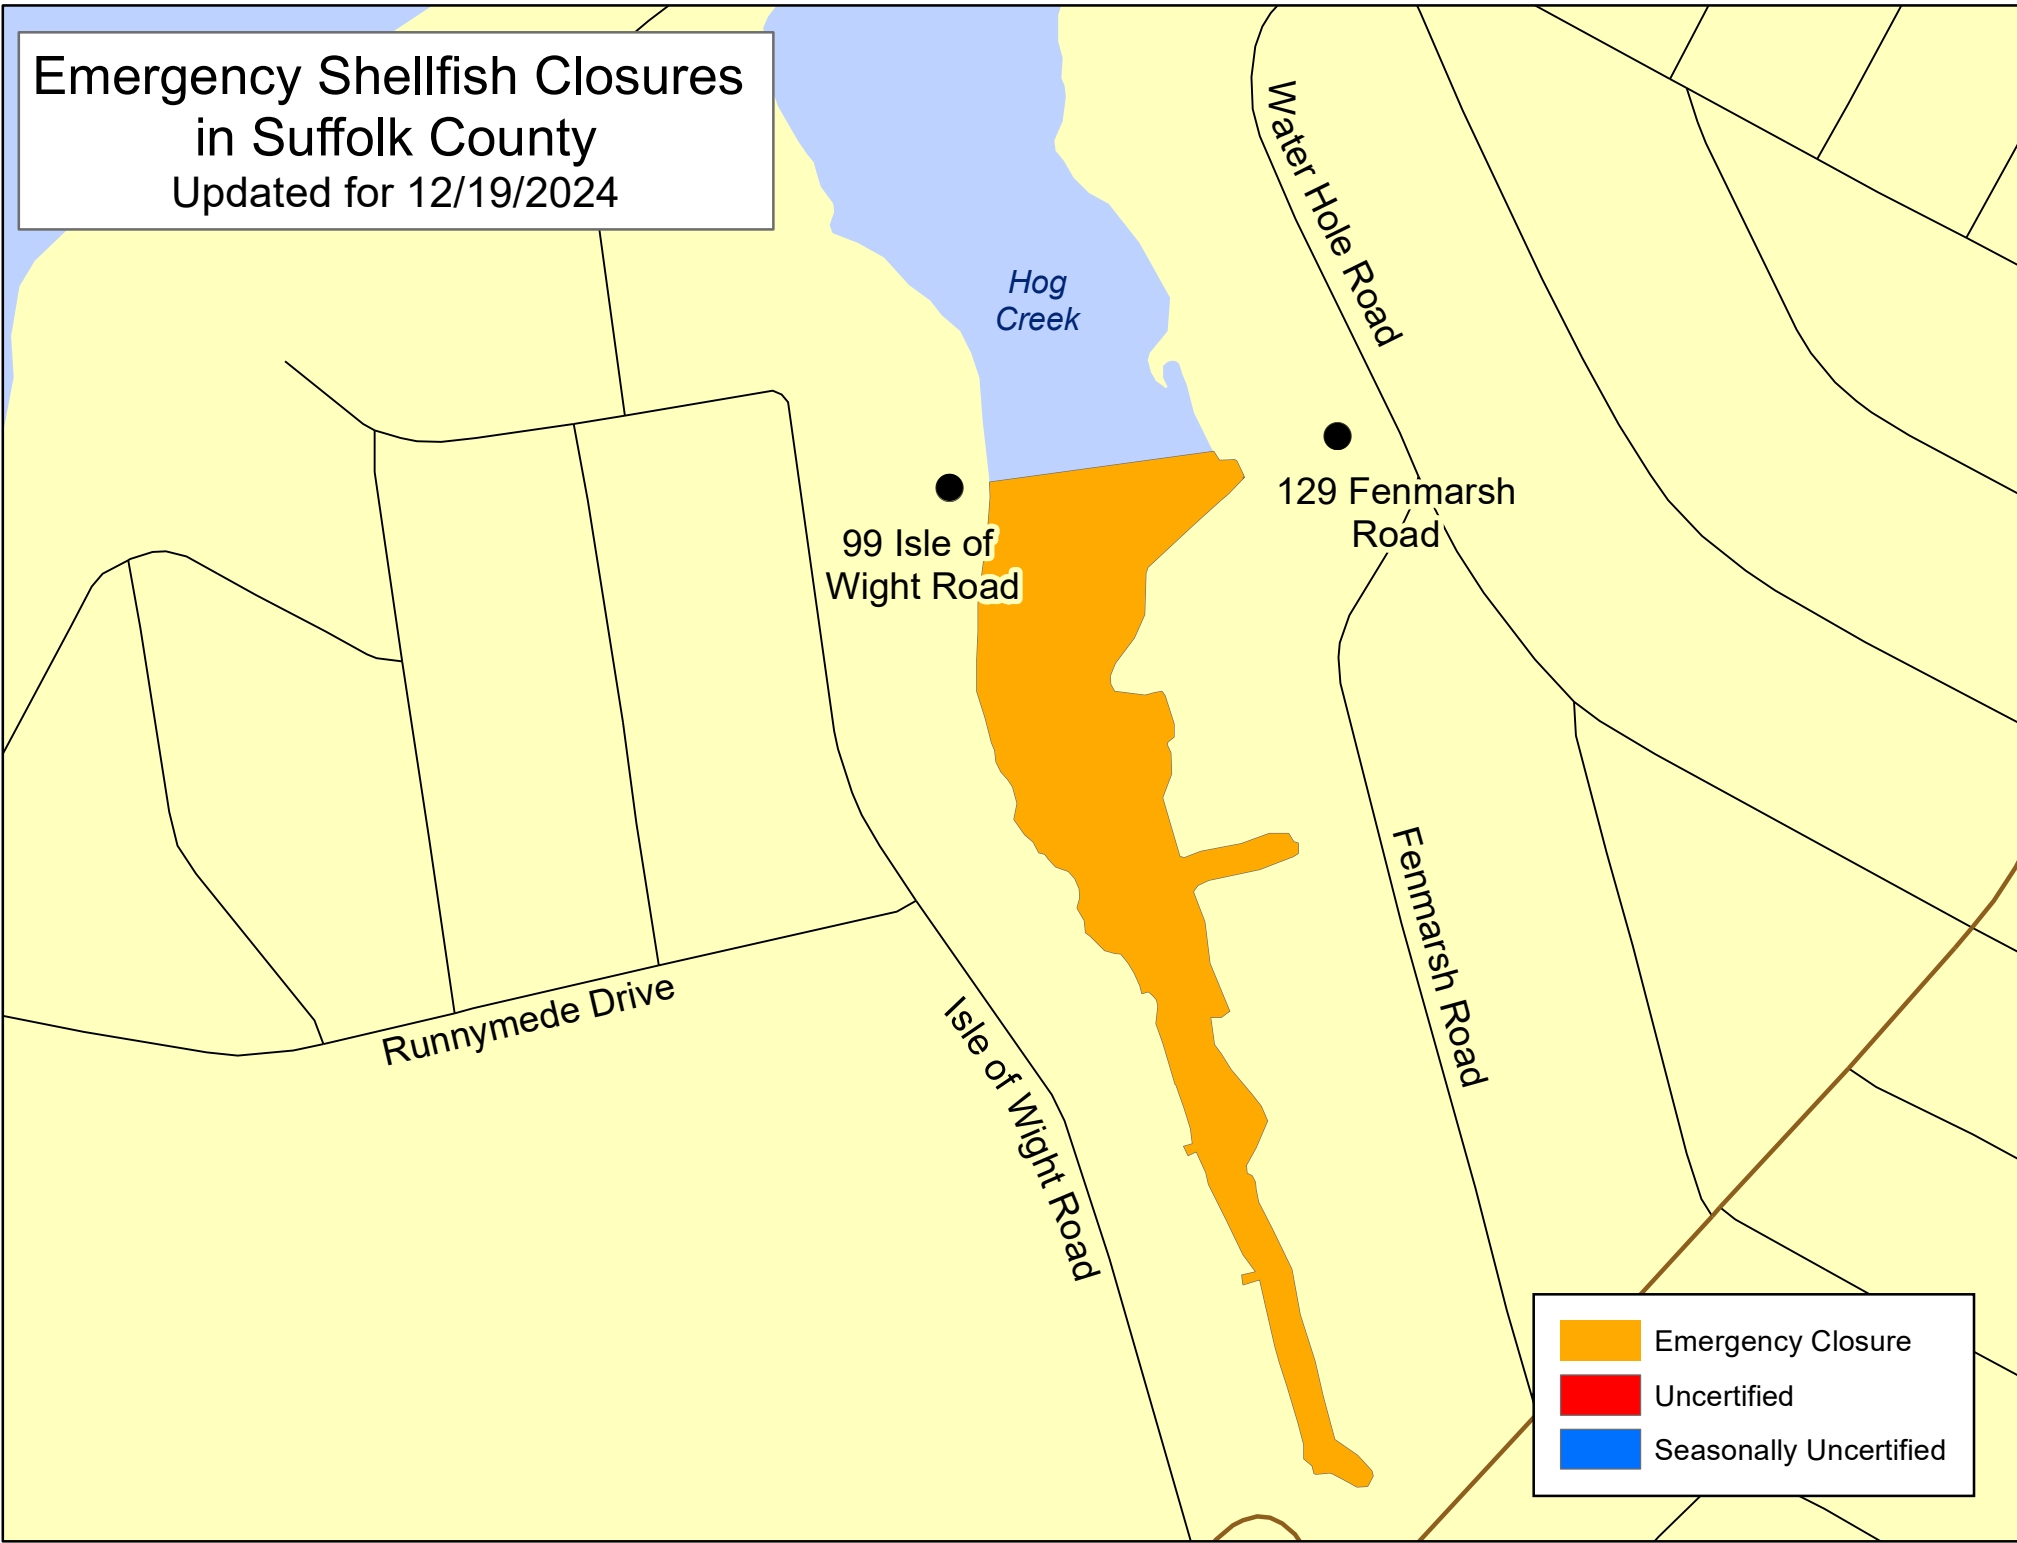 Emergency Shellfish Closures
in Suffolk County
Updated for 12/19/2024
Hog
Creek
Water Hole Road
129 Fenmarsh
Road
99 Isle of
Wight Road
Fenmarsh Road
Runnymede Drive
Isle of Wight Road
Emergency Closure
Uncertified
Seasonally Uncertified